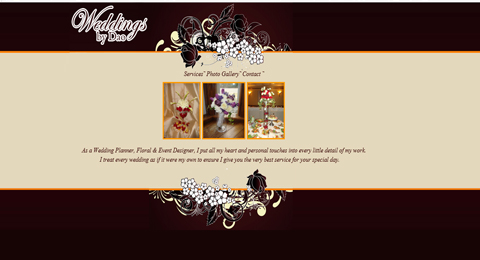 Weddings
by Dao
Services* Photo Gallery* Contact *
As a Wedding Planner, Floral & Event Designer, I put all my heart and personal touches into every little detail of my work.
I treat every wedding as if it were my own to ensure I give you the very best service for your special day.